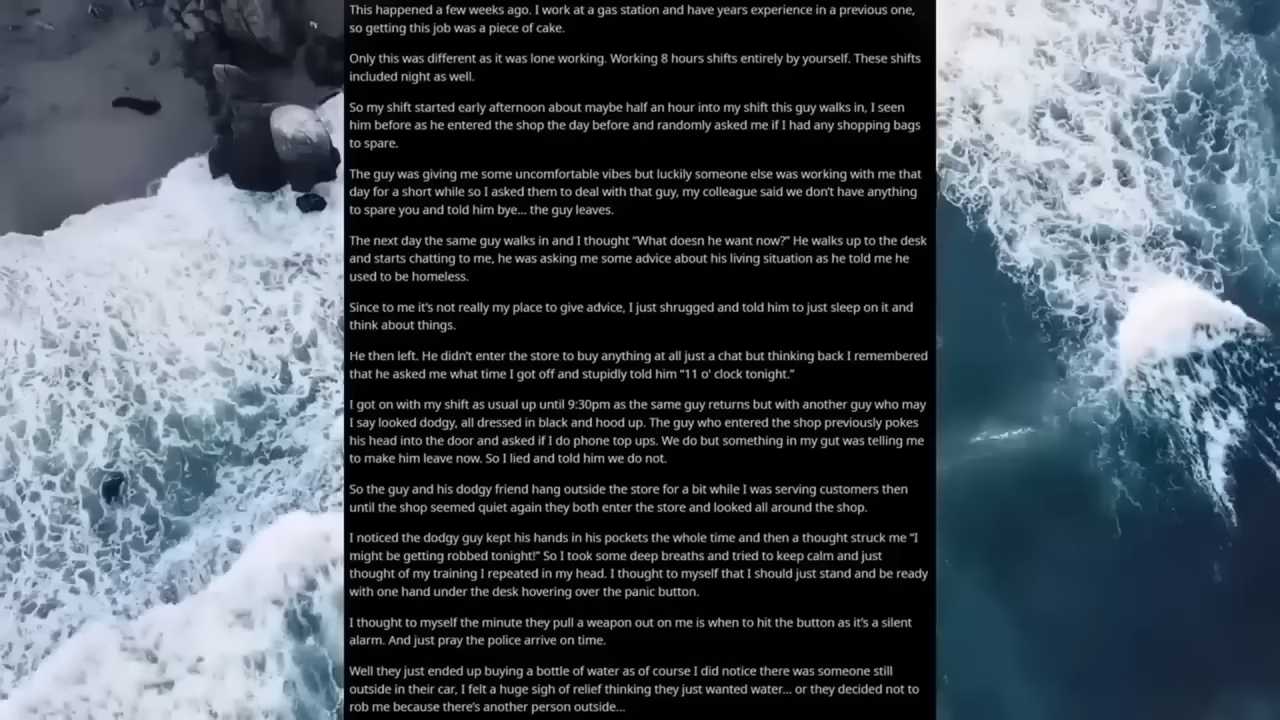 This happened a few weeks ago. I work at a gas station and have years experience in a previous one,
so getting this job was a piece of cake.
Only this was different as it was lone working. Working 8 hours shifts entirely by yourself. These shifts
included night as well.
So my shift started early afternoon about maybe half an hour into my shift this guy walks in, I seen
him before as he entered the shop the day before and randomly asked me if I had any shopping bags
to spare.
The guy was giving me some uncomfortable vibes but luckily someone else was working with me that
day for a short while so I asked them to deal with that guy, my colleague said we don't have anything
to spare you and told him bye... the guy leaves.
The next day the same guy walks in and I thought “What doesn he want now?” He walks up to the desk
and starts chatting to me, he was asking me some advice about his living situation as he told me he
used to be homeless.
Since to me it's not really my place to give advice, I just shrugged and told him to just sleep on it and
think about things.
He then left. He didn't enter the store to buy anything at all just a chat but thinking back I remembered
that he asked me what time I got off and stupidly told him “11 o' clock tonight.”
I got on with my shift as usual up until 9:30pm as the same guy returns but with another guy who may
I say looked dodgy, all dressed in black and hood up. The guy who entered the shop previously pokes
his head into the door and asked if I do phone top ups. We do but something in my gut was telling me
to make him leave now. So I lied and told him we do not.
So the guy and his dodgy friend hang outside the store for a bit while I was serving customers then
until the shop seemed quiet again they both enter the store and looked all around the shop.
I noticed the dodgy guy kept his hands in his pockets the whole time and then a thought struck me “I
might be getting robbed tonight!” So I took some deep breaths and tried to keep calm and just
thought of my training I repeated in my head. I thought to myself that I should just stand and be ready
with one hand under the desk hovering over the panic button.
I thought to myself the minute they pull a weapon out on me is when to hit the button as it's a silent
alarm. And just pray the police arrive on time.
Well they just ended up buying a bottle of water as of course I did notice there was someone still
outside in their car, I felt a huge sigh of relief thinking they just wanted water... or they decided not to
rob me because there's another person outside...